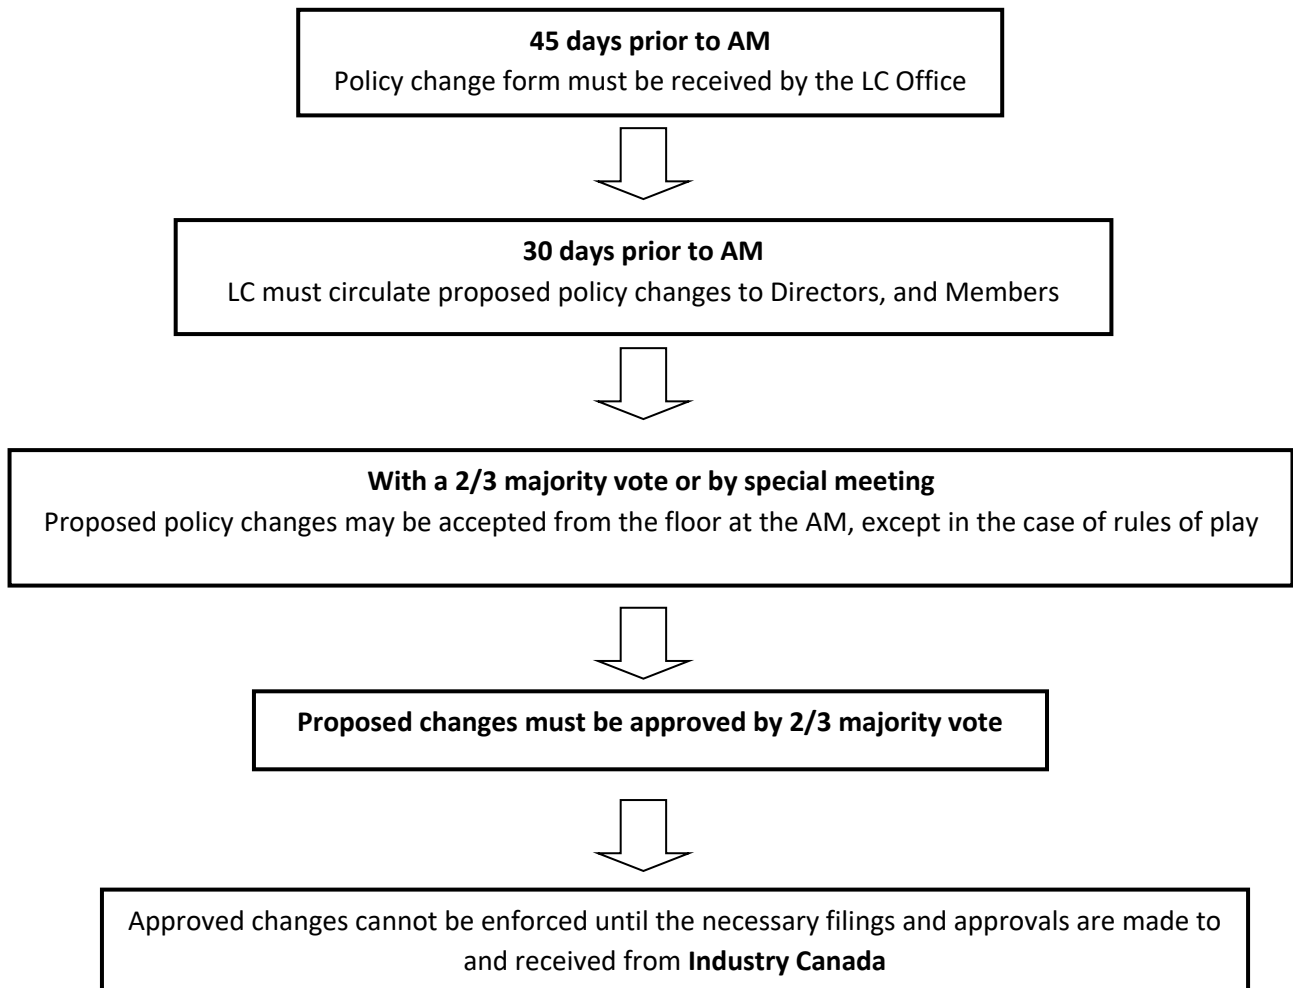 45 days prior to AM
Policy change form must be received by the LC Office
30 days prior to AM
LC must circulate proposed policy changes to Directors, and Members
With a 2/3 majority vote or by special meeting
Proposed policy changes may be accepted from the floor at the AM, except in the case of rules of play
Proposed changes must be approved by 2/3 majority vote
Approved changes cannot be enforced until the necessary filings and approvals are made to
and received from Industry Canada